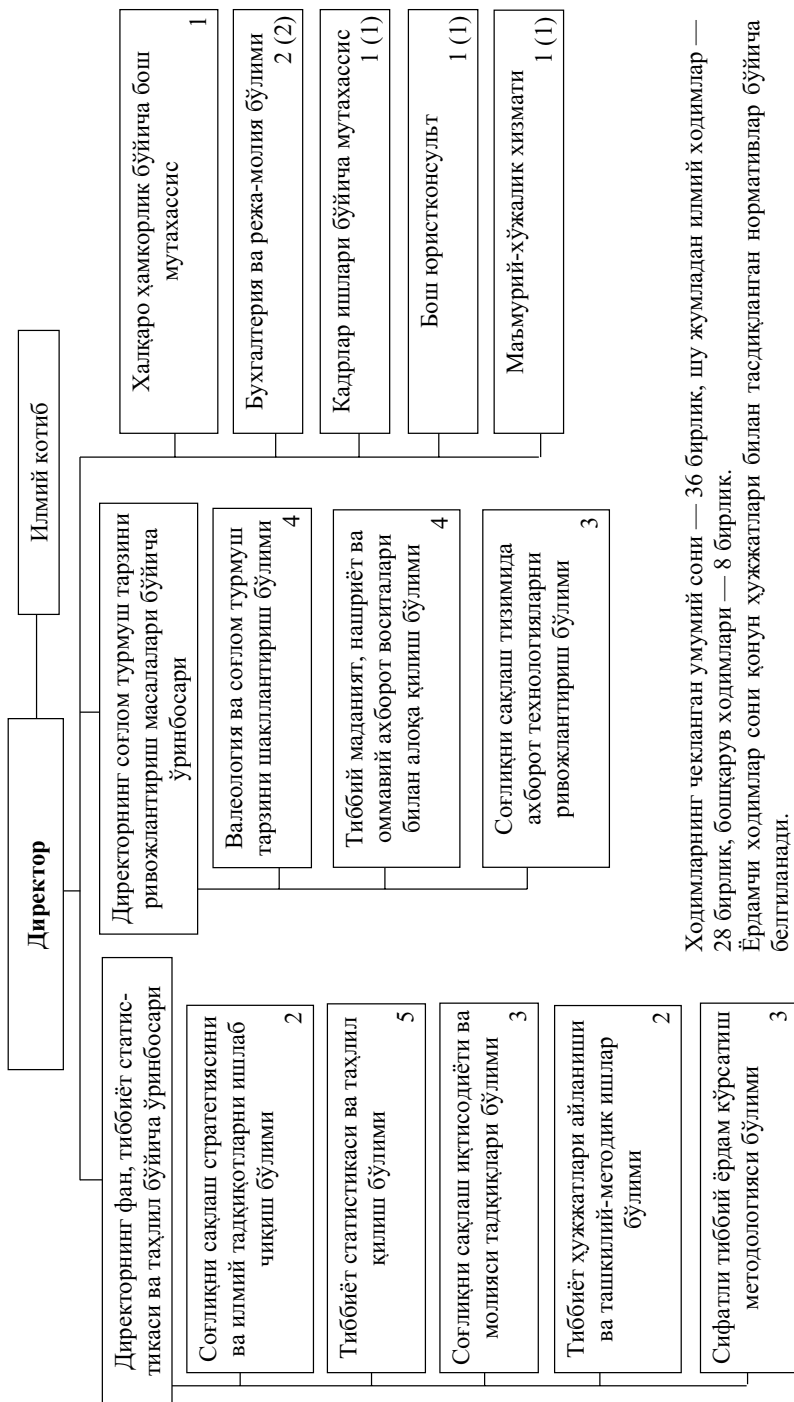 Директор
Илмий котиб
Директорнинг фан, тиббиёт статис-
тикаси ва таҳлил бўйича ўринбосари
Соғлиқни сақлаш стратегиясини
ва илмий тадқиқотларни ишлаб
чиқиш бўлими
2
Тиббиёт статистикаси ва таҳлил
қилиш бўлими
5
Соғлиқни сақлаш иқтисодиёти ва
молияси тадқиқлари бўлими
3
Тиббиёт ҳужжатлари айланиши
ва ташкилий-методик ишлар
бўлими
2
Сифатли тиббий ёрдам кўрсатиш
методологияси бўлими
3
Директорнинг соғлом турмуш тарзини
ривожлантириш масалалари бўйича
ўринбосари
Валеология ва соғлом турмуш
тарзини шакллантириш бўлими
4
Тиббий маданият, нашриёт ва
оммавий ахборот воситалари
билан алоқа қилиш бўлими
4
Соғлиқни сақлаш тизимида
ахборот технологияларни
ривожлантириш бўлими
3
Халқаро ҳамкорлик бўйича бош
мутахассис
1
Бухгалтерия ва режа-молия бўлими
2 (2)
Кадрлар ишлари бўйича мутахассис
1 (1)
Бош юристконсульт
1 (1)
Маъмурий-хўжалик хизмати
1 (1)
Ходимларнинг чекланган умумий сони — 36 бирлик, шу жумладан илмий ходимлар —
28 бирлик, бошқарув ходимлари — 8 бирлик.
Ёрдамчи ходимлар сони қонун ҳужжатлари билан тасдиқланган нормативлар бўйича
белгиланади.